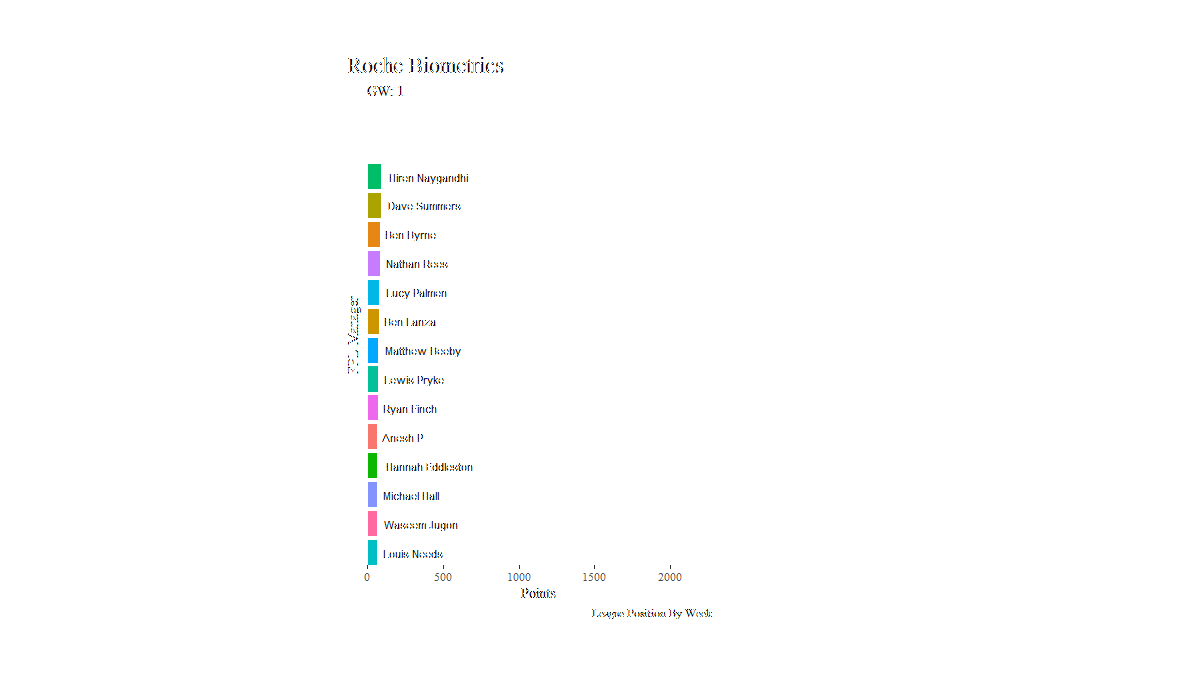 Roche Biometrics
GW: 1
Hiren Naygandhi
Dave Summers
Ben Byrne
Nathan Rees
Lucy Palmen
Ben Lanza
Matthew Beeby
Lewis Pryke
Ryan Finch
Anesh P
Hannah Eddleston
Michael Hall
Waseem Jugon
Louis Needs
FPL Manager
0 500 1000 1500 2000
Points
League Position By Week